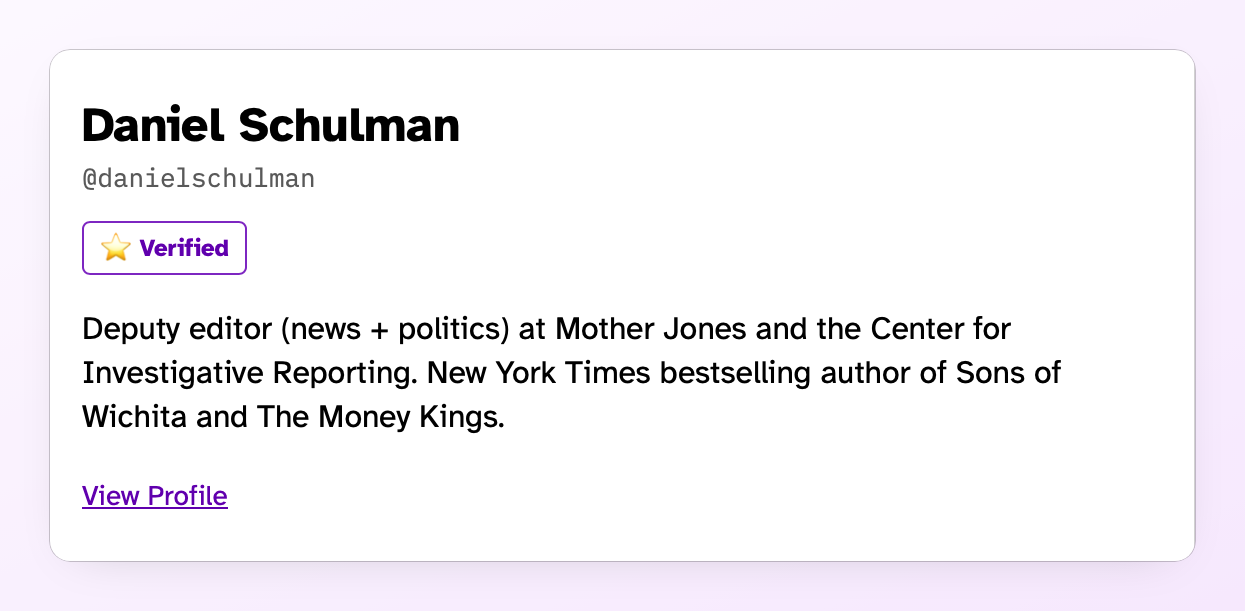 Daniel Schulman
@danielschulman
⭐ Verified
Deputy editor (news + politics) at Mother Jones and the Center for
Investigative Reporting. New York Times bestselling author of Sons of
Wichita and The Money Kings.
View Profile